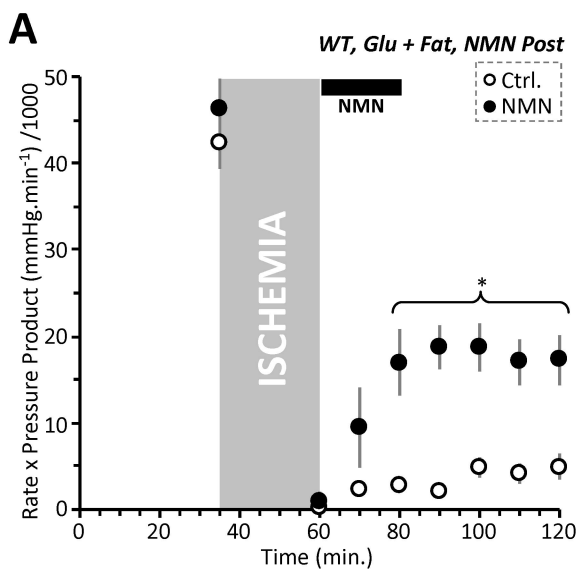 A
WT, Glu + Fat, NMN Post
Ctrl.
NMN
NMN
*
ISCHEMIA
Rate x Pressure Product (mmHg.min-1) /1000
50
40
30
20
10
0
0
20
40
60
80
100
120
Time (min.)